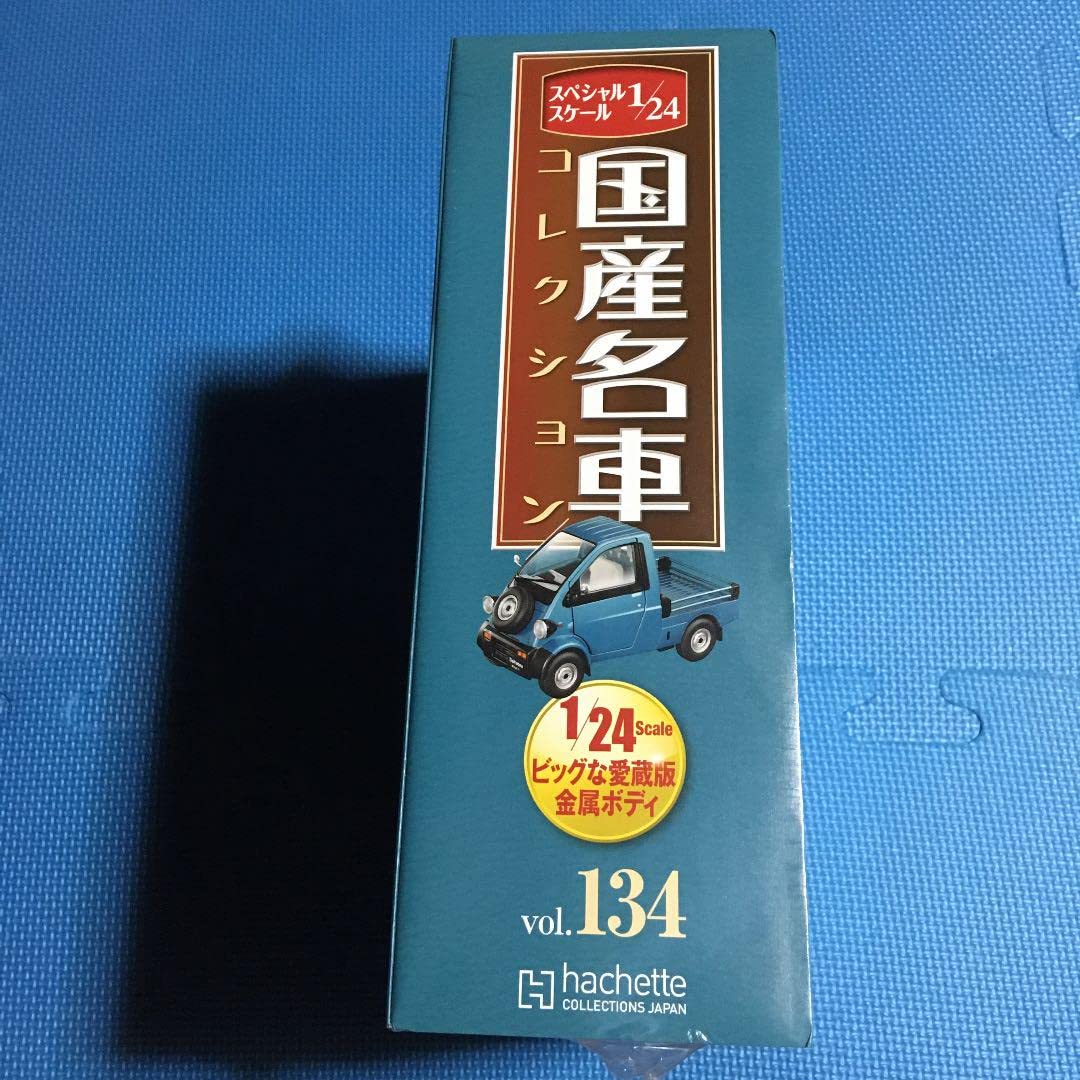 スペシャル
スケール 1/24
国産名車
コレクション
1/24 Scale
ビッグな愛蔵版
金属ボディ
vol.134
hachette
COLLECTIONS JAPAN